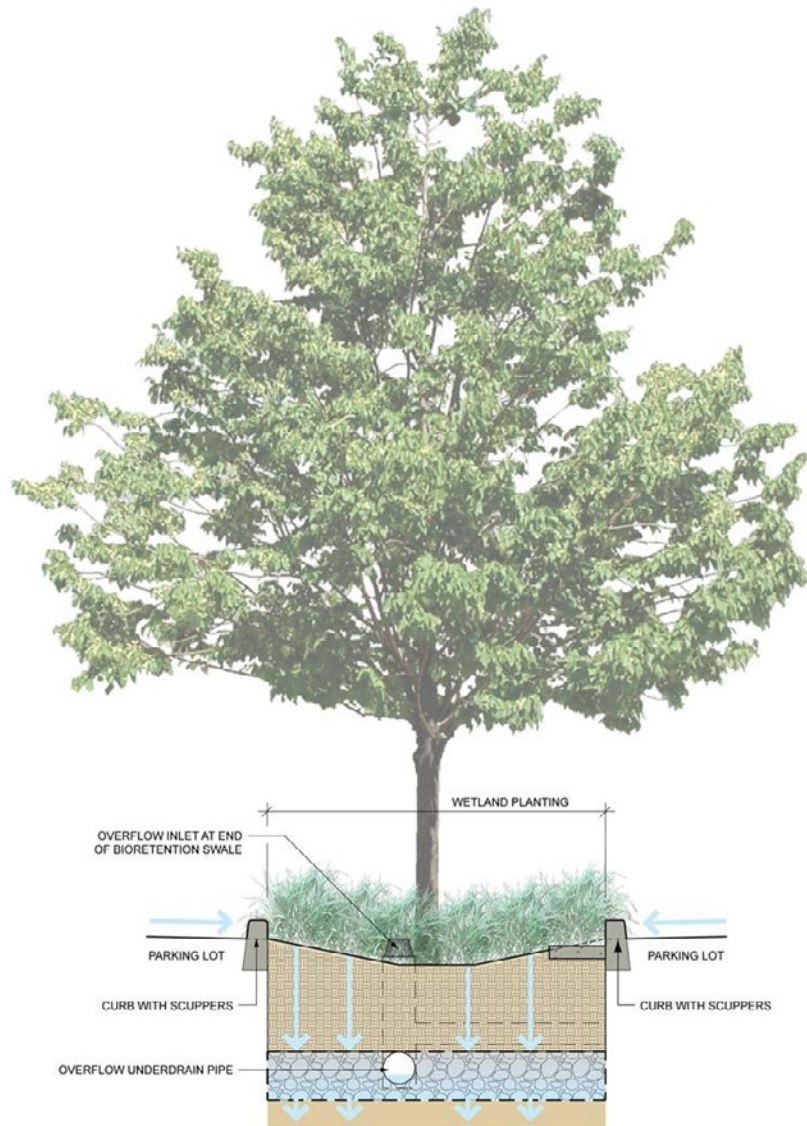 WETLAND PLANTING
OVERFLOW INLET AT END
OF BIORETENTION SWALE
PARKING LOT
PARKING LOT
CURB WITH SCUPPERS
CURB WITH SCUPPERS
OVERFLOW UNDERDRAIN PIPE